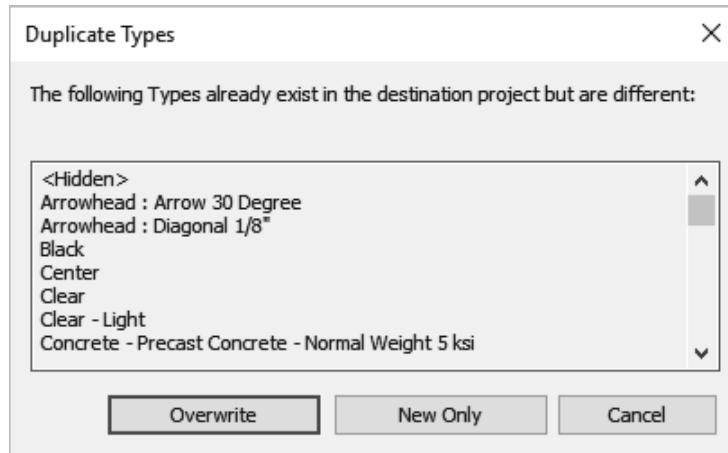 Duplicate Types
The following Types already exist in the destination project but are different:
<Hidden>
Arrowhead : Arrow 30 Degree
Arrowhead : Diagonal 1/8"
Black
Center
Clear
Clear - Light
Concrete - Precast Concrete - Normal Weight 5 ksi
Overwrite
New Only
Cancel